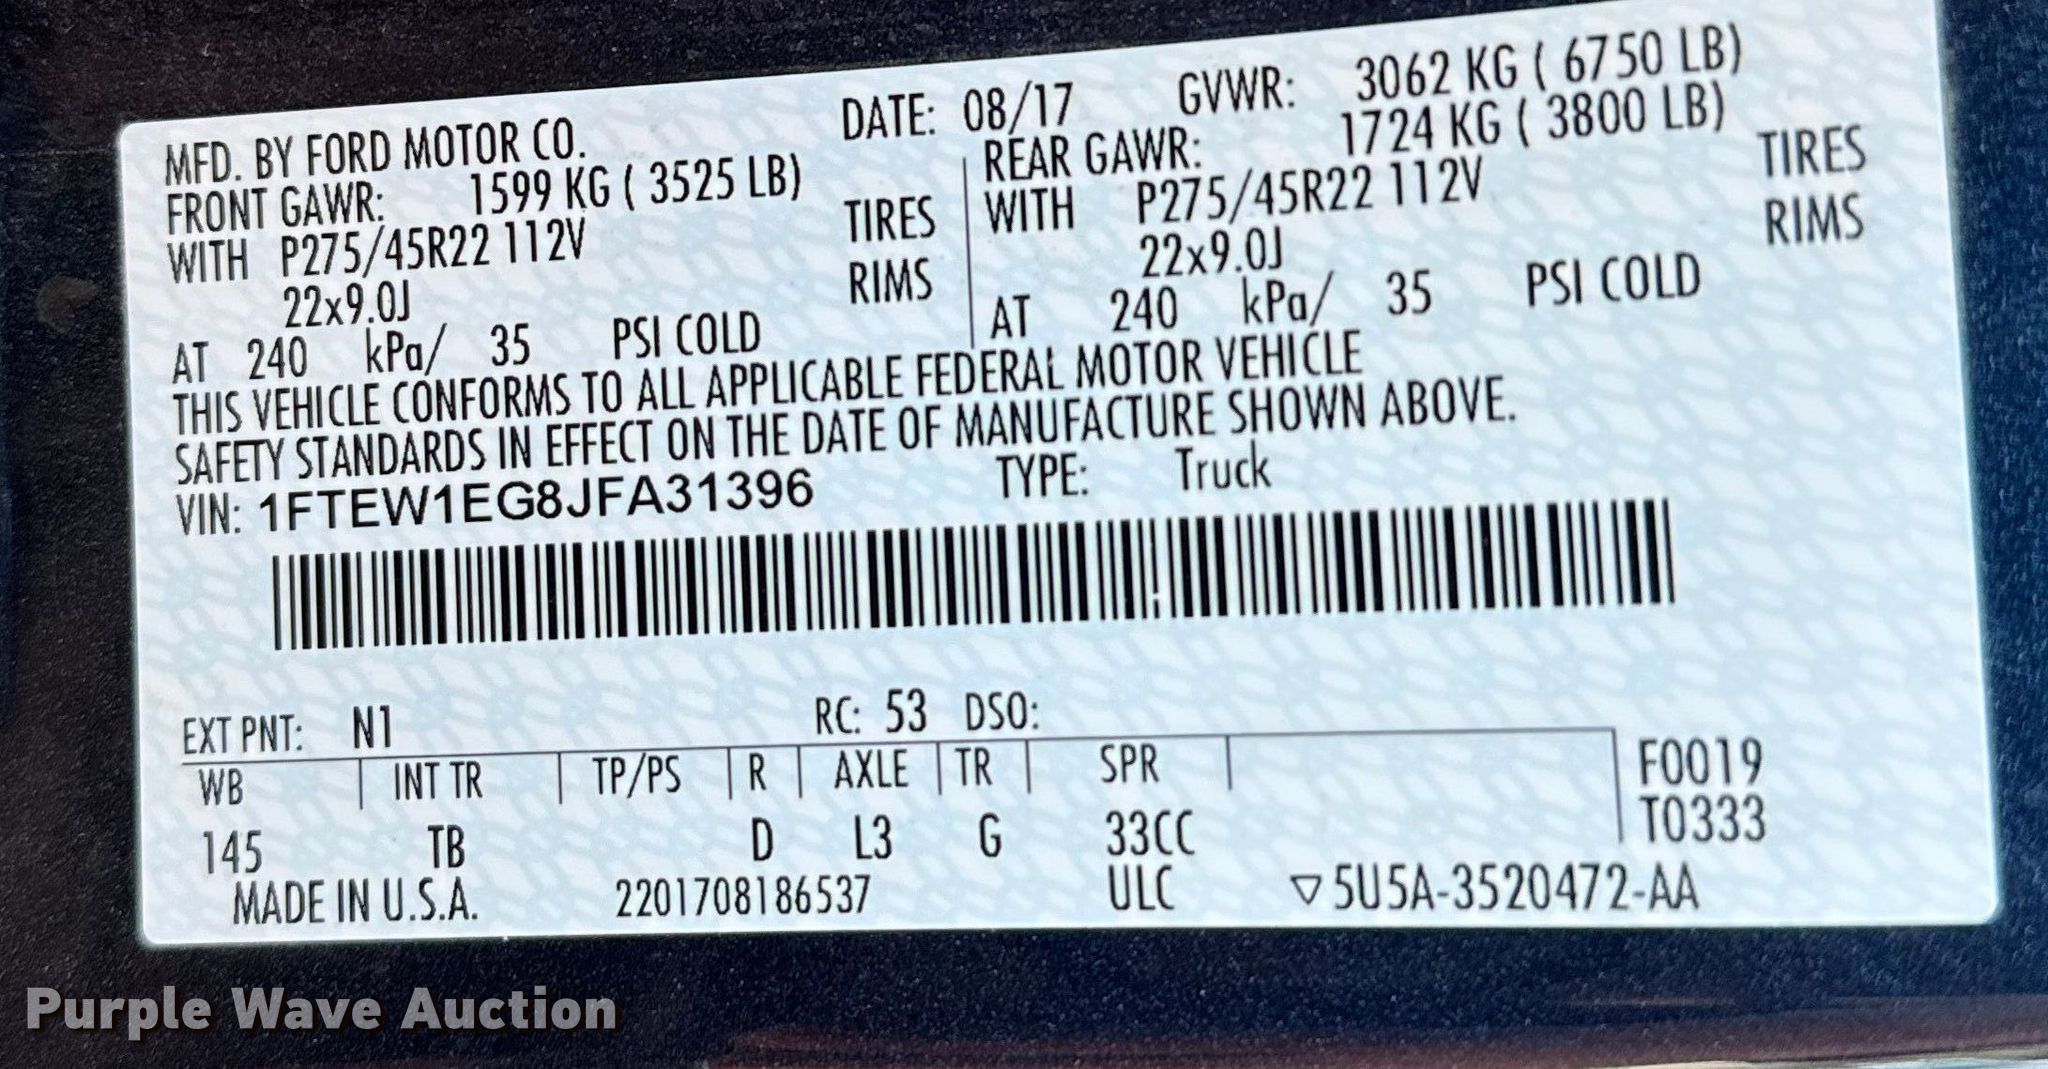 MFD. BY FORD MOTOR CO. DATE: 08/17 GVWR: 3062 KG ( 6750 LB)
FRONT GAWR: 1599 KG ( 3525 LB) REAR GAWR: 1724 KG ( 3800 LB)
WITH P275/45R22 112V TIRES WITH P275/45R22 112V TIRES
22x9.0J RIMS 22x9.0J RIMS
AT 240 kPa/ 35 PSI COLD AT 240 kPa/ 35 PSI COLD
THIS VEHICLE CONFORMS TO ALL APPLICABLE FEDERAL MOTOR VEHICLE
SAFETY STANDARDS IN EFFECT ON THE DATE OF MANUFACTURE SHOWN ABOVE.
VIN: 1FTEW1EG8JFA31396 TYPE: Truck
EXT PNT: N1 RC: 53 DSO:
WB INT TR TP/PS R AXLE TR SPR F0019
T0333
145 TB D L3 G 33CC
MADE IN U.S.A. 2201708186537 ULC ▽5U5A-3520472-AA
Purple Wave Auction